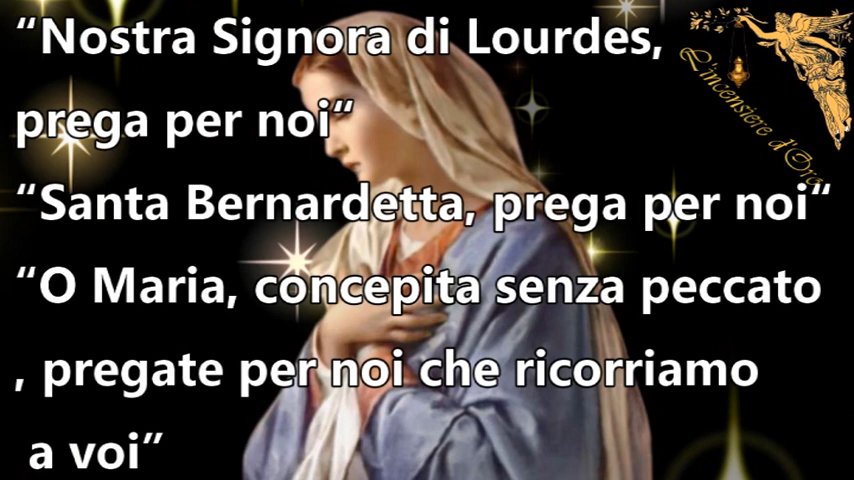 “Nostra Signora di Lourdes,
prega per noi“
“Santa Bernardetta, prega per noi“
“O Maria, concepita senza peccato
, pregate per noi che ricorriamo
a voi”
L'incensiere d'Oro